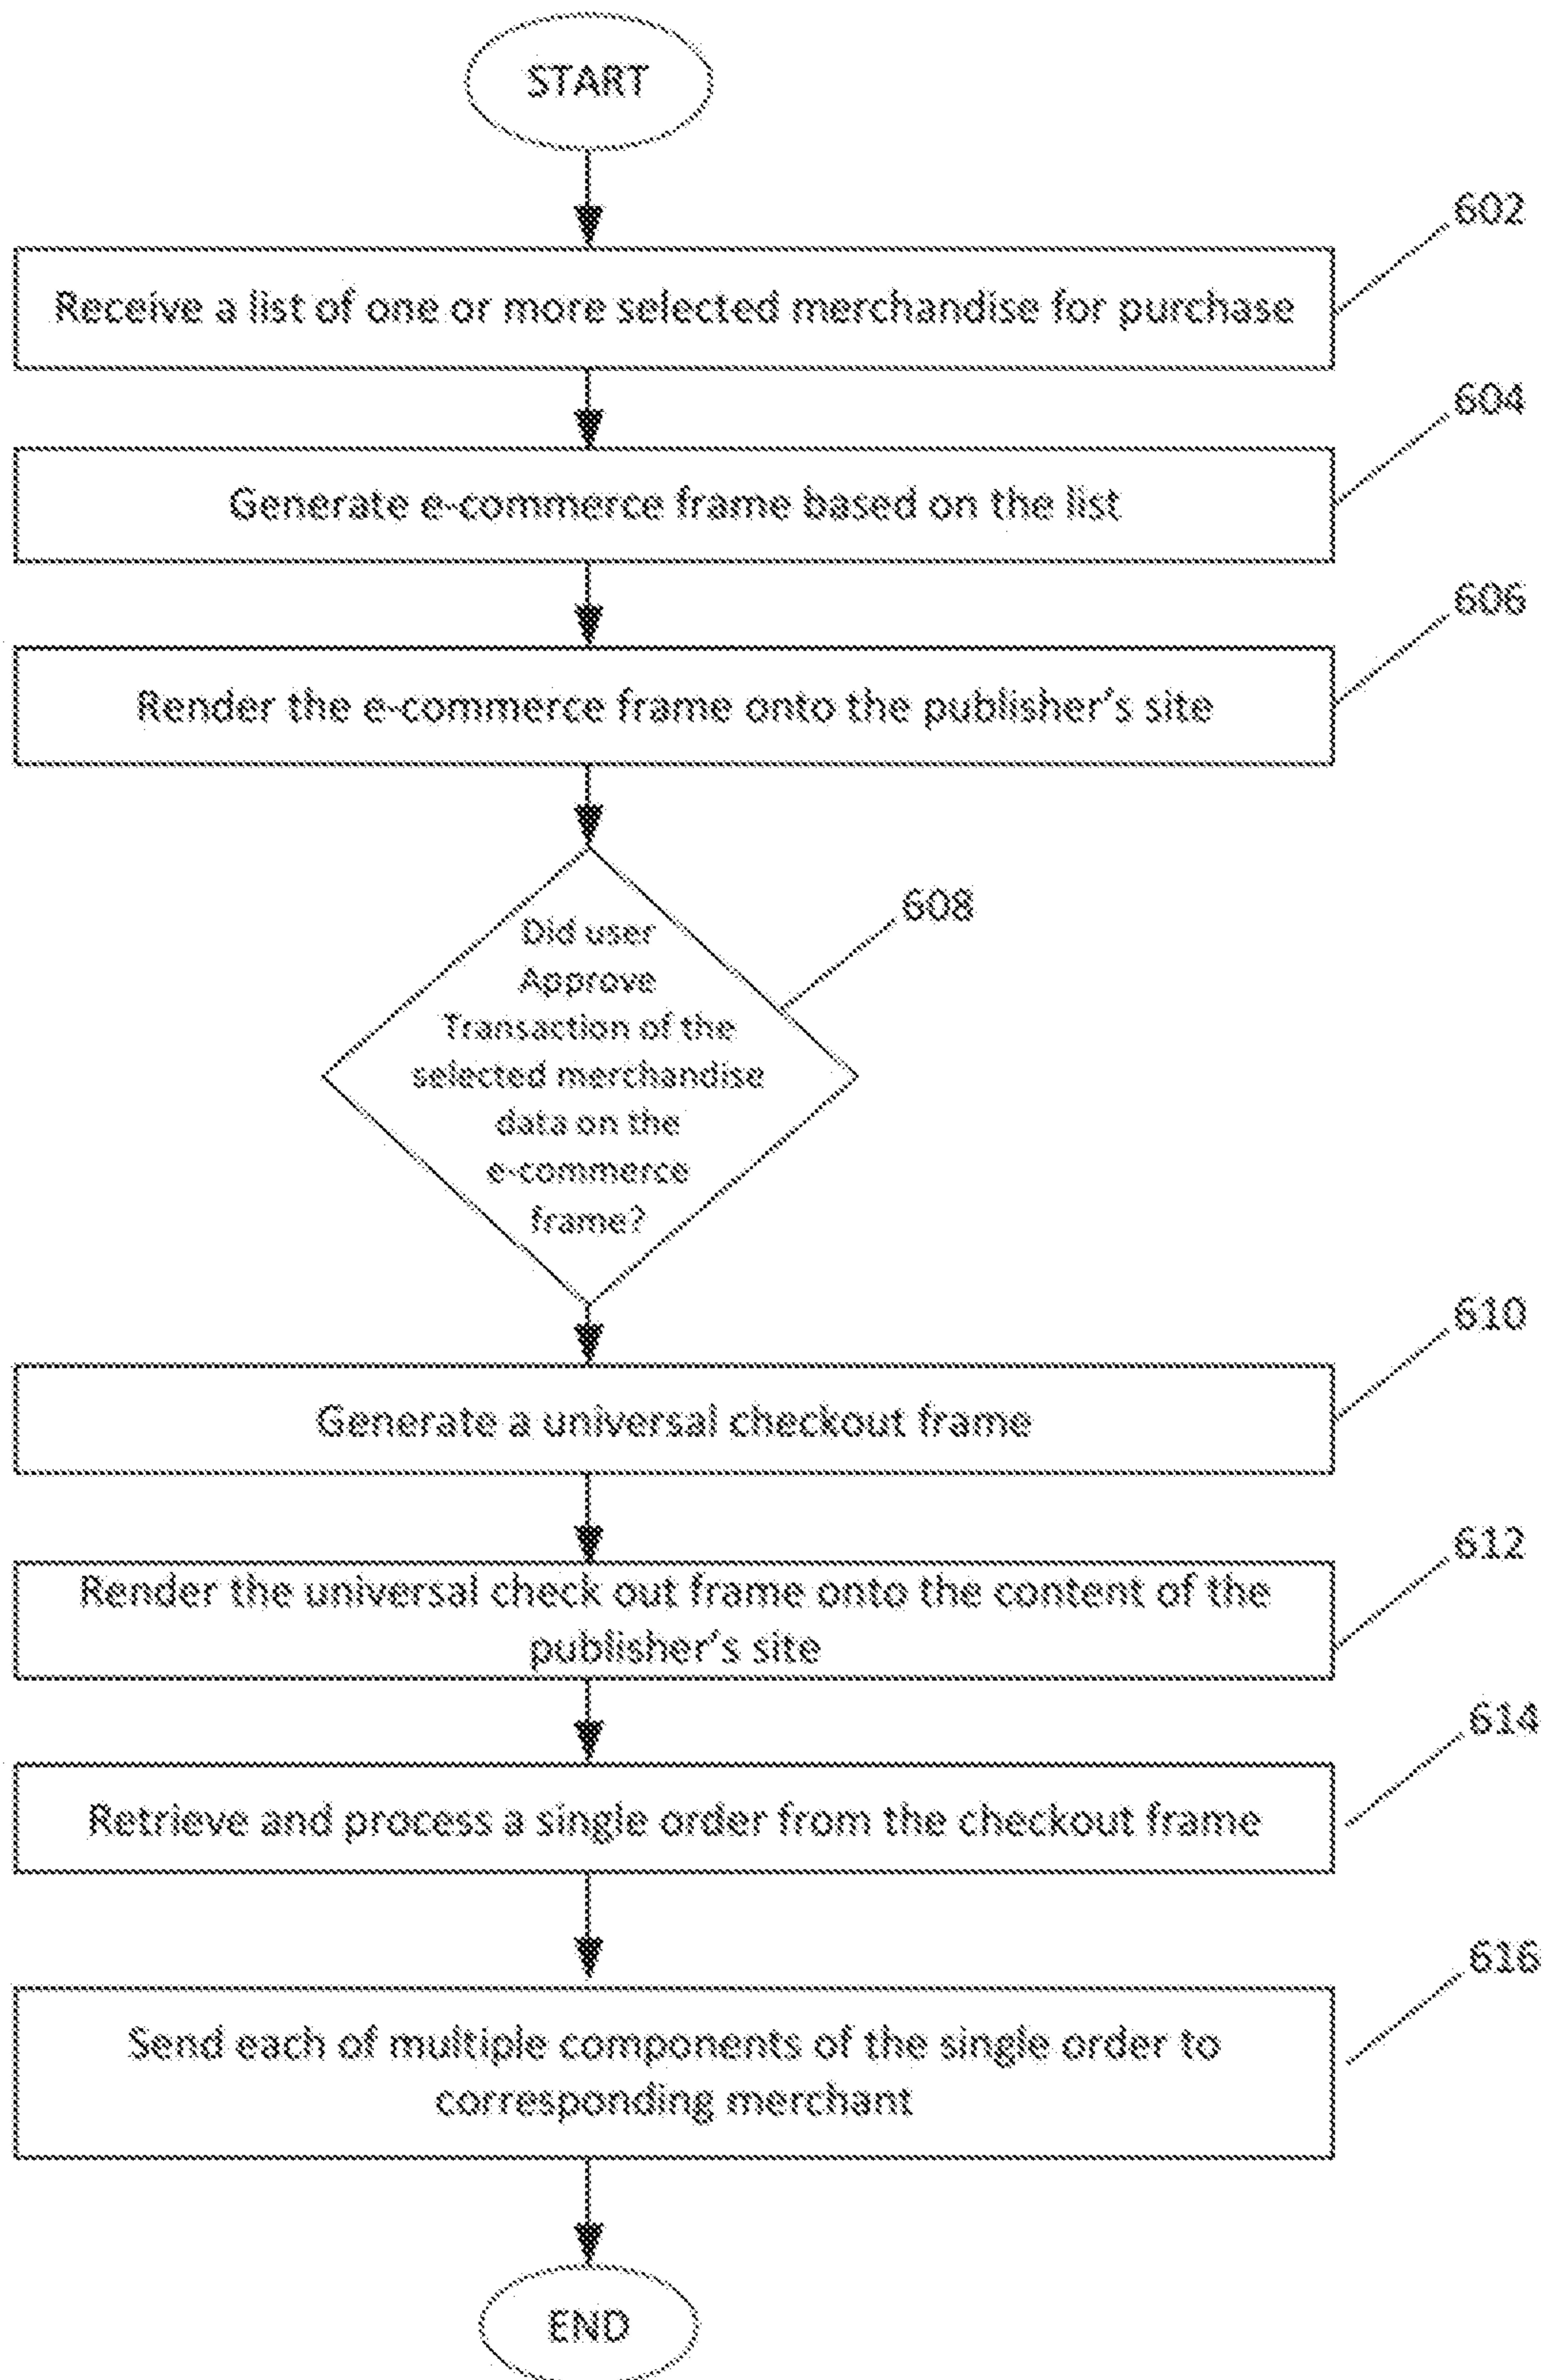 START
602
Receive a list of one or more selected merchandise for purchase
604
Generate e-commerce frame based on the list
606
Render the e-commerce frame onto the publisher's site
608
Did user
Approve
Transaction of the
selected merchandise
data on the
e-commerce
frame?
610
Generate a universal checkout frame
612
Render the universal check out frame onto the content of the
publisher's site
614
Retrieve and process a single order from the checkout frame
616
Send each of multiple components of the single order to
corresponding merchant
END